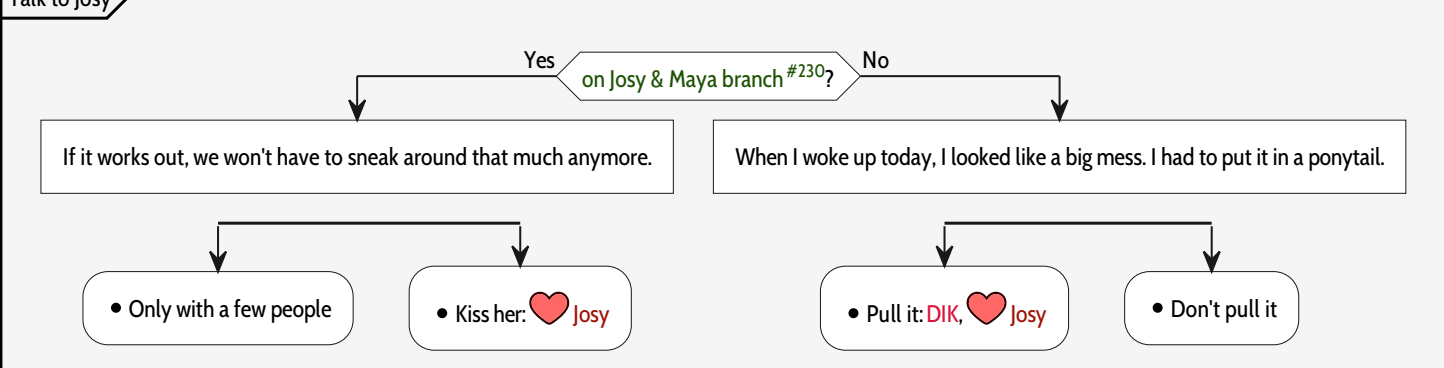 Talk to Josy
Yes
on Josy & Maya branch #230?
No
If it works out, we won't have to sneak around that much anymore.
When I woke up today, I looked like a big mess. I had to put it in a ponytail.
• Only with a few people
• Kiss her: Josy
• Pull it: DIK, Josy
• Don't pull it